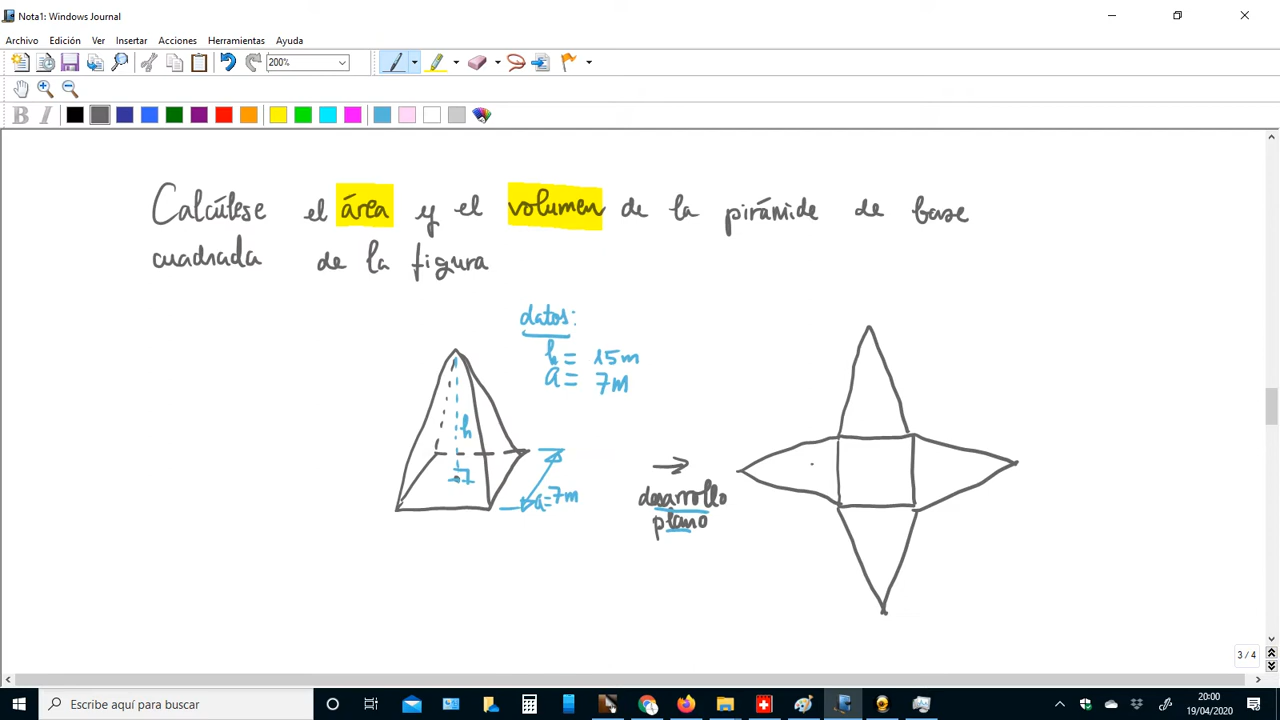 Nota1: Windows Journal
Archivo Edición Ver Insertar Acciones Herramientas Ayuda
200%
B I
Calcúlese el área y el volumen de la pirámide de base
cuadrada de la figura
datos:
h = 15m
a = 7m
h
a=7m
desarrollo
plano
3 / 4
Escribe aquí para buscar
20:00
19/04/2020